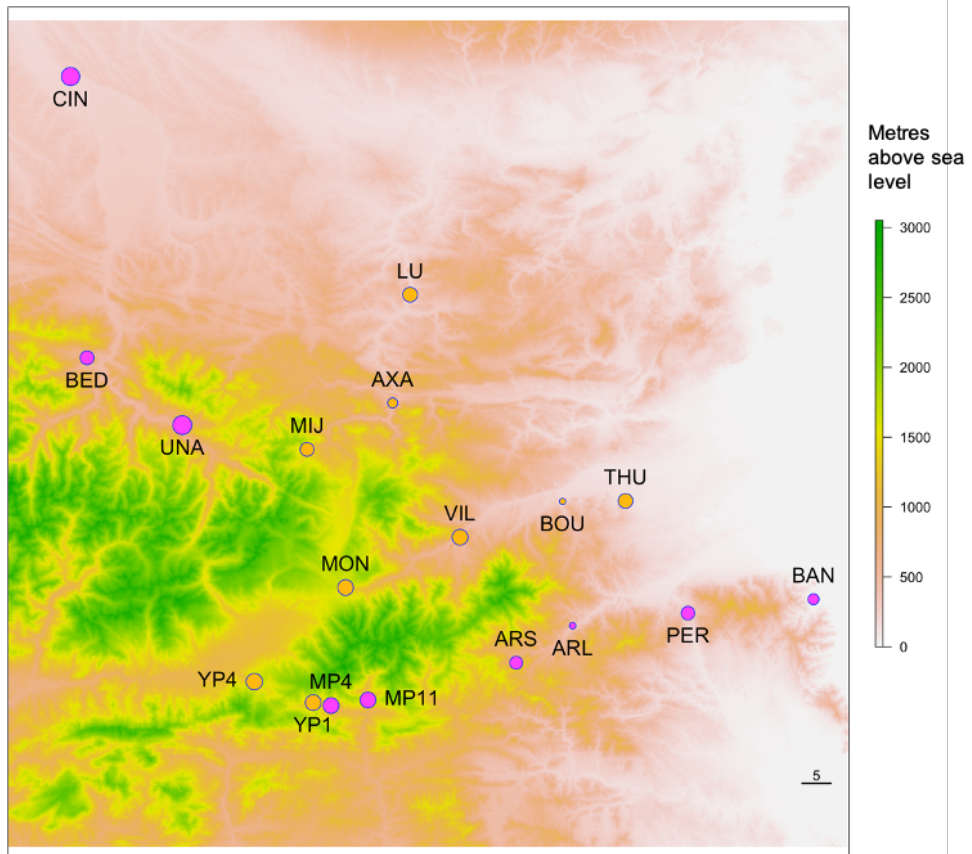 CIN
Metres
above sea
level
3000
2500
2000
1500
1000
500
0
LU
BED
AXA
UNA
MIJ
THU
VIL
BOU
MON
BAN
ARS
ARL
PER
YP4
MP4
MP11
YP1
5